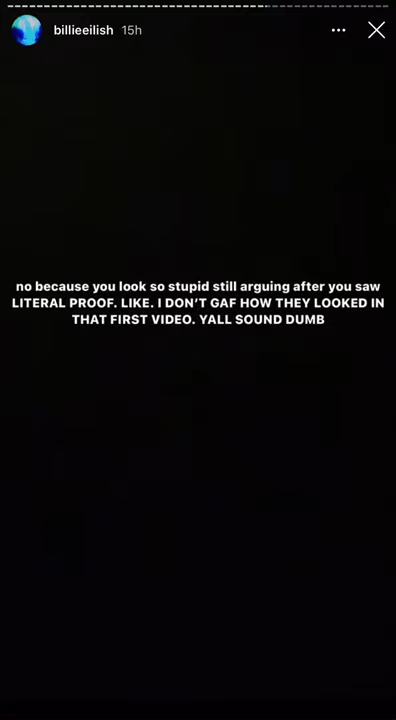 billieeilish 15h
no because you look so stupid still arguing after you saw
LITERAL PROOF. LIKE. I DON’T GAF HOW THEY LOOKED IN
THAT FIRST VIDEO. YALL SOUND DUMB